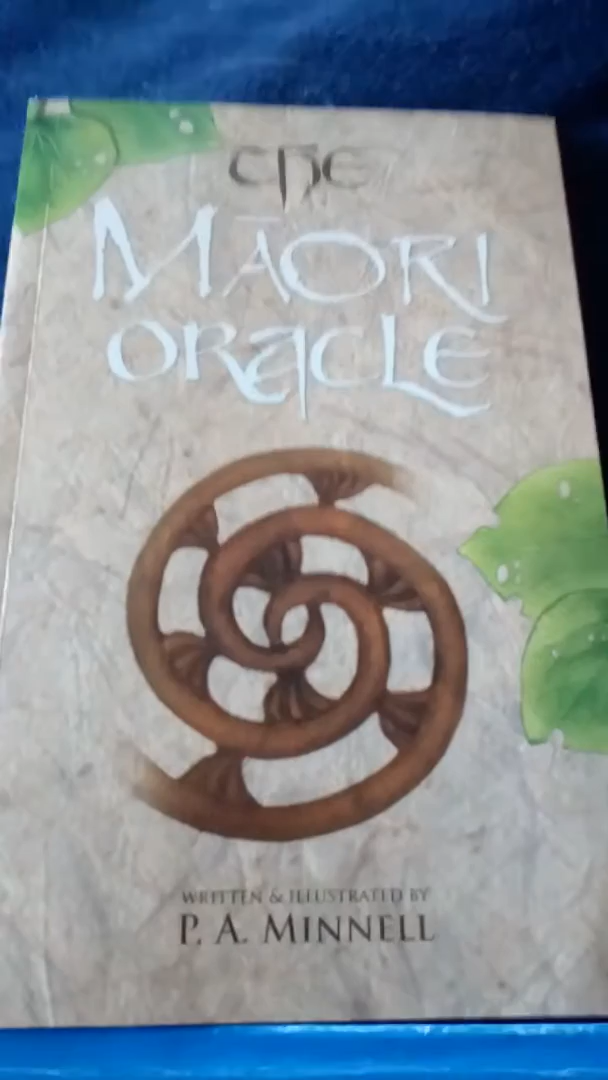 THE
MĀORI
ORACLE
WRITTEN & ILLUSTRATED BY
P. A. MINNELL